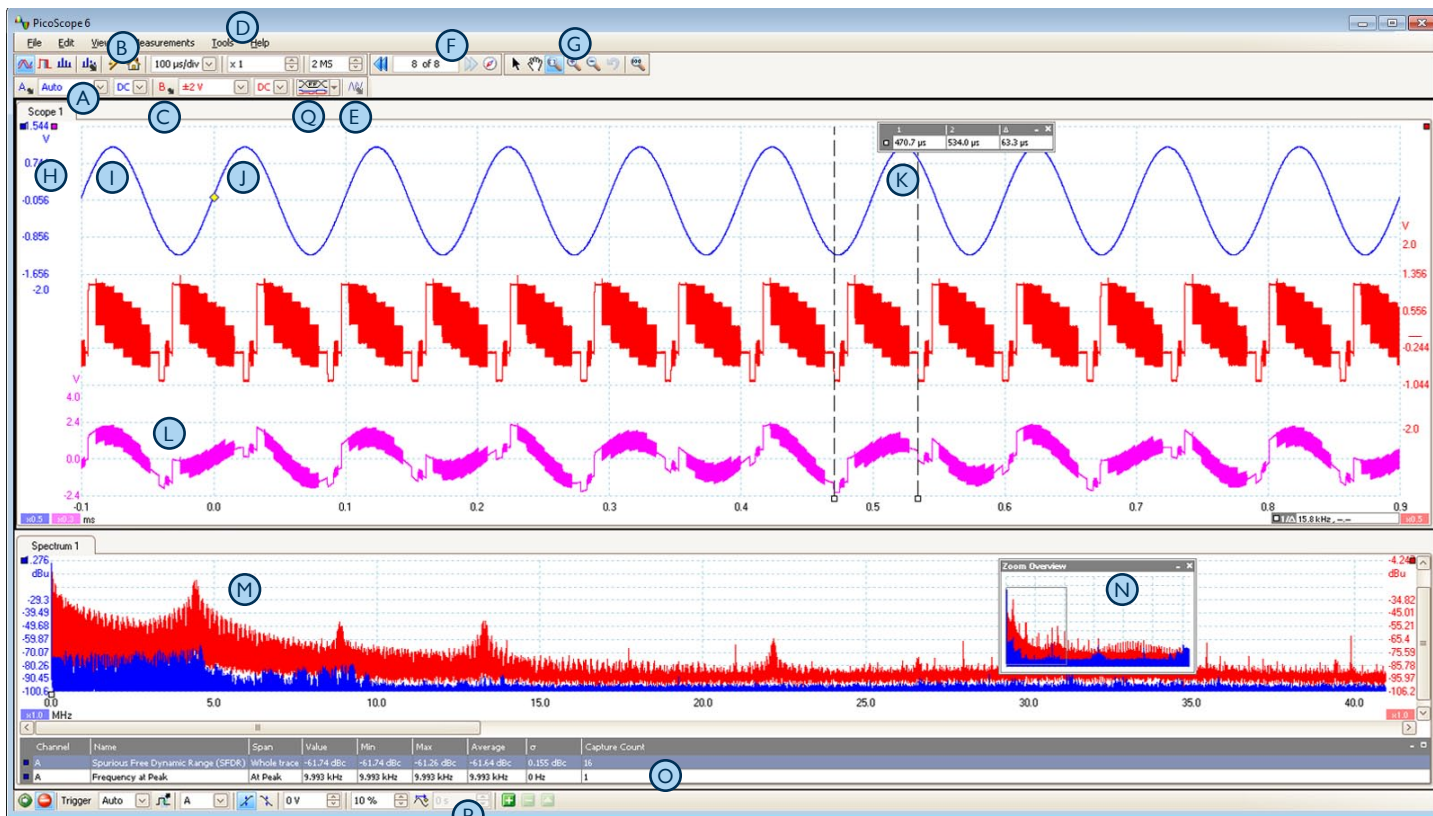 PicoScope 6
D
File Edit View Measurements Tools Help
B F G
100 µs/div x 1 2 MS 8 of 8
A Auto DC B ±2 V DC
A C Q E
Scope 1
1.544
V
-0.056
-0.856
-1.656
-2.0
H I J K
1 2 Δ
470.7 µs 534.0 µs 63.3 µs
V
2.0
1.356
0.556
-0.244
-1.044
-2.0
V
4.0
2.4
0.0
-2.4
L
-0.1 0.0 0.1 0.2 0.3 0.4 0.5 0.6 0.7 0.8 0.9
x0.5 x0.3 ms 1/Δ 15.8 kHz , --.-- x0.5
Spectrum 1
dBu
-29.3
-39.49
-49.68
-59.87
-70.07
-80.26
-90.45
-100.6
M
Zoom Overview
N
dBu
-34.82
-45.01
-55.21
-65.4
-75.59
-85.78
-95.97
-106.2
0.0 5.0 10.0 15.0 20.0 25.0 30.0 35.0 40.0
x1.0 MHz x1.0
Channel Name Span Value Min Max Average σ Capture Count
A Spurious Free Dynamic Range (SFDR) Whole trace -61.74 dBc -61.74 dBc -61.26 dBc -61.64 dBc 0.155 dBc 16
A Frequency at Peak At Peak 9.993 kHz 9.993 kHz 9.993 kHz 9.993 kHz 0 Hz 1
O
Trigger Auto A 0 V 10 % 0 s